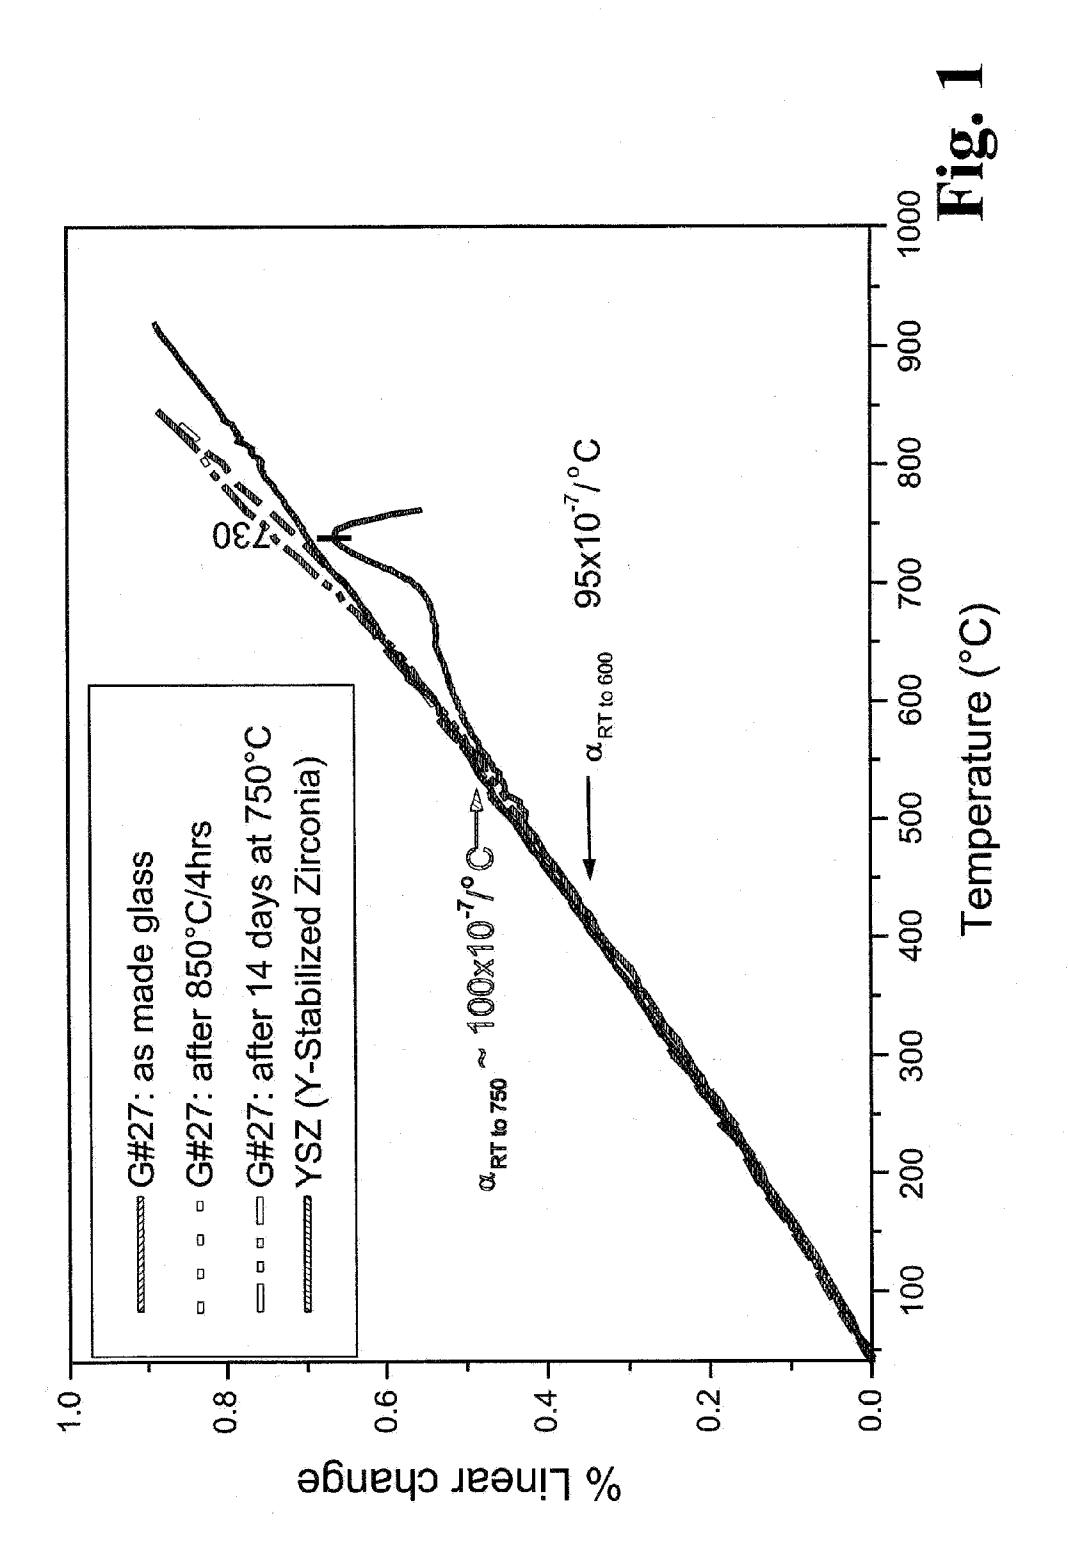 G#27: as made glass
G#27: after 850°C/4hrs
G#27: after 14 days at 750°C
YSZ (Y-Stabilized Zirconia)
730
αRT to 750 ~ 100x10-7/°C
αRT to 600 95x10-7/°C
% Linear change
1.0
0.8
0.6
0.4
0.2
0.0
100
200
300
400
500
600
700
800
900
1000
Temperature (°C)
Fig. 1